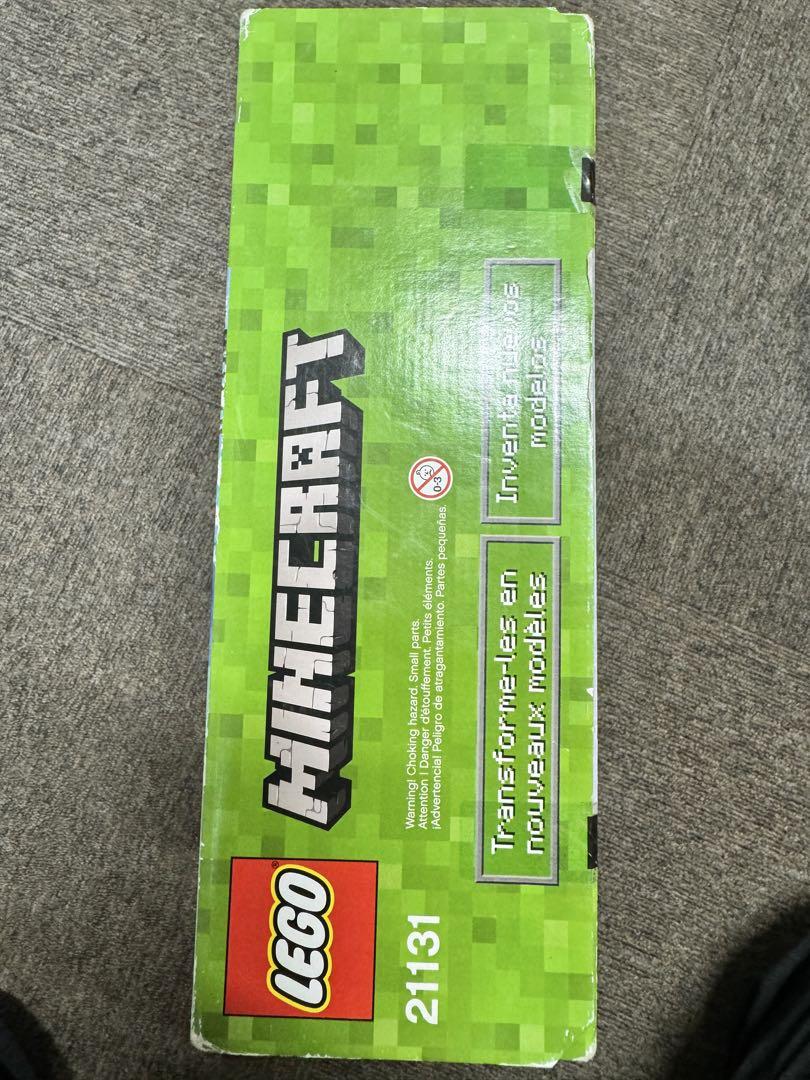 LEGO®
MINECRAFT
21131
Warning! Choking hazard. Small parts.
Attention ! Danger d'étouffement. Petits éléments.
¡Advertencia! Peligro de atragantamiento. Partes pequeñas.
0-3
Transforme-les en
nouveaux modèles
Inventa nuevos
modelos